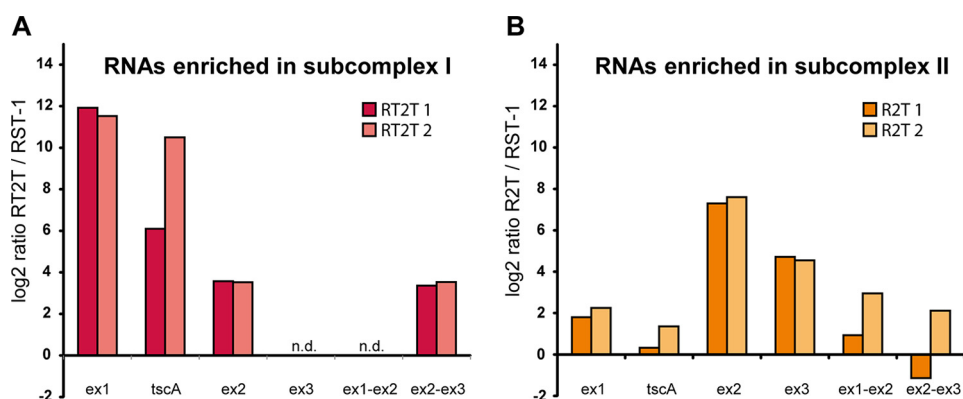 A
RNAs enriched in subcomplex I
RT2T 1
RT2T 2
log2 ratio RT2T / RST-1
14
12
10
8
6
4
2
0
-2
n.d.
n.d.
ex1
tscA
ex2
ex3
ex1-ex2
ex2-ex3
B
RNAs enriched in subcomplex II
R2T 1
R2T 2
log2 ratio R2T / RST-1
14
12
10
8
6
4
2
0
-2
ex1
tscA
ex2
ex3
ex1-ex2
ex2-ex3